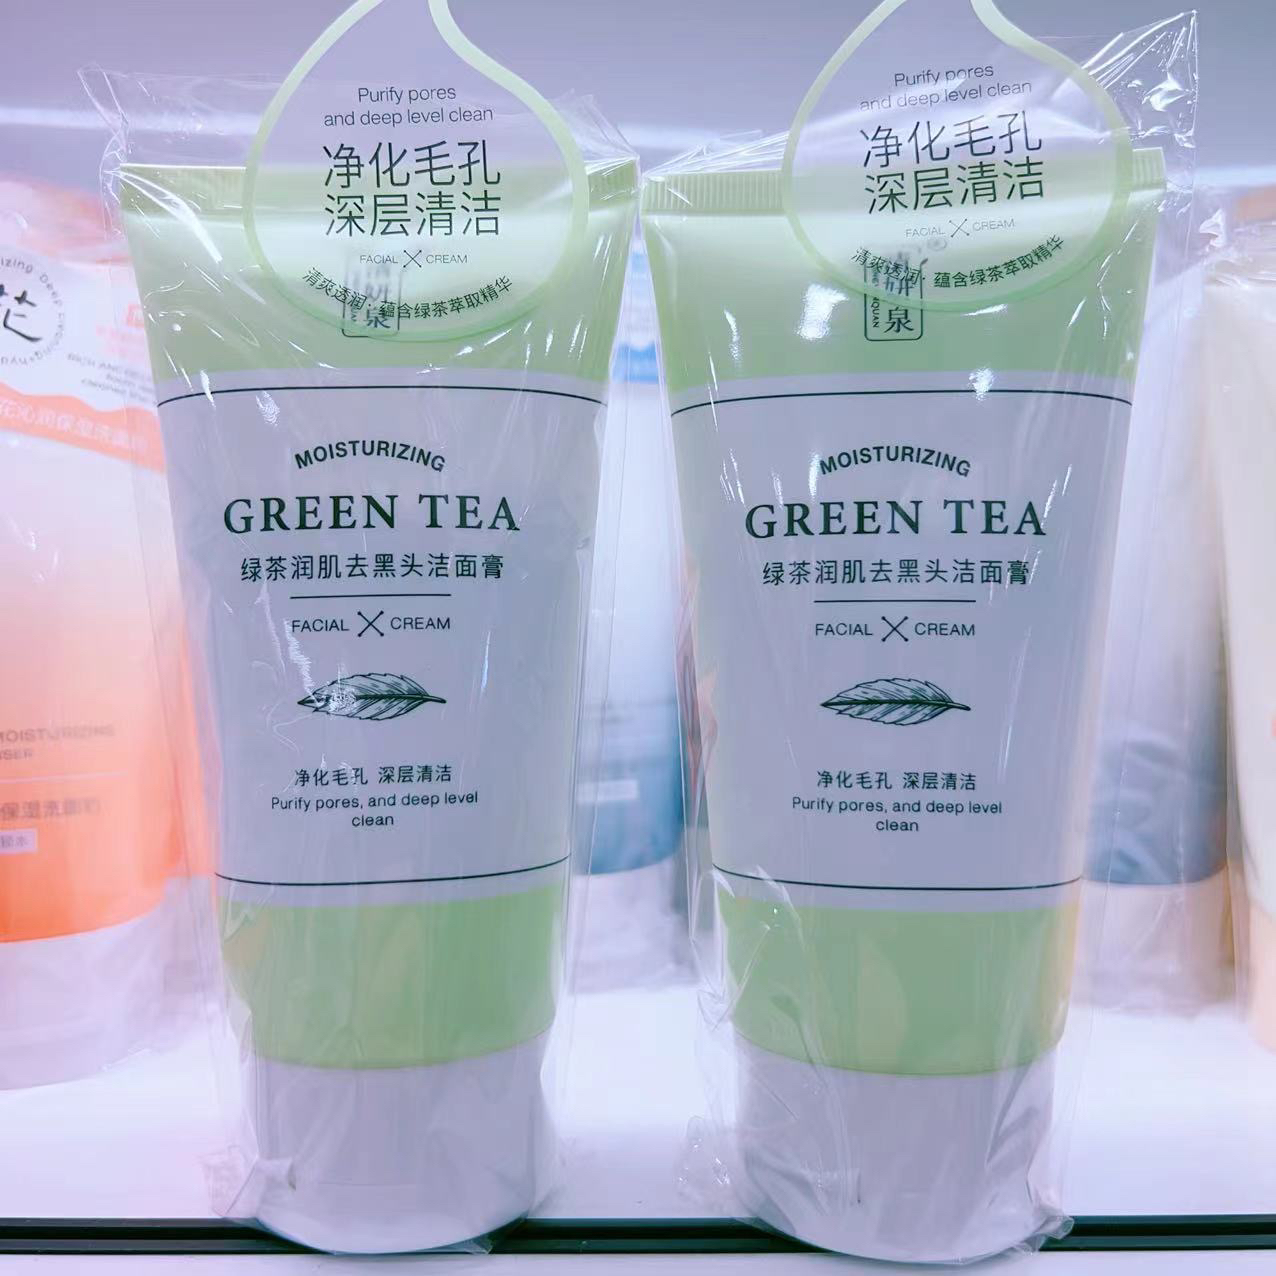 Purify pores
and deep level clean
净化毛孔
深层清洁
FACIAL CREAM
清爽透润·蕴含绿茶萃取精华
妍
泉
MOISTURIZING
GREEN TEA
绿茶润肌去黑头洁面膏
FACIAL CREAM
净化毛孔 深层清洁
Purify pores, and deep level
clean
Purify pores
and deep level clean
净化毛孔
深层清洁
FACIAL CREAM
清爽透润·蕴含绿茶萃取精华
妍
泉
MOISTURIZING
GREEN TEA
绿茶润肌去黑头洁面膏
FACIAL CREAM
净化毛孔 深层清洁
Purify pores, and deep level
clean
花
MOISTURIZING